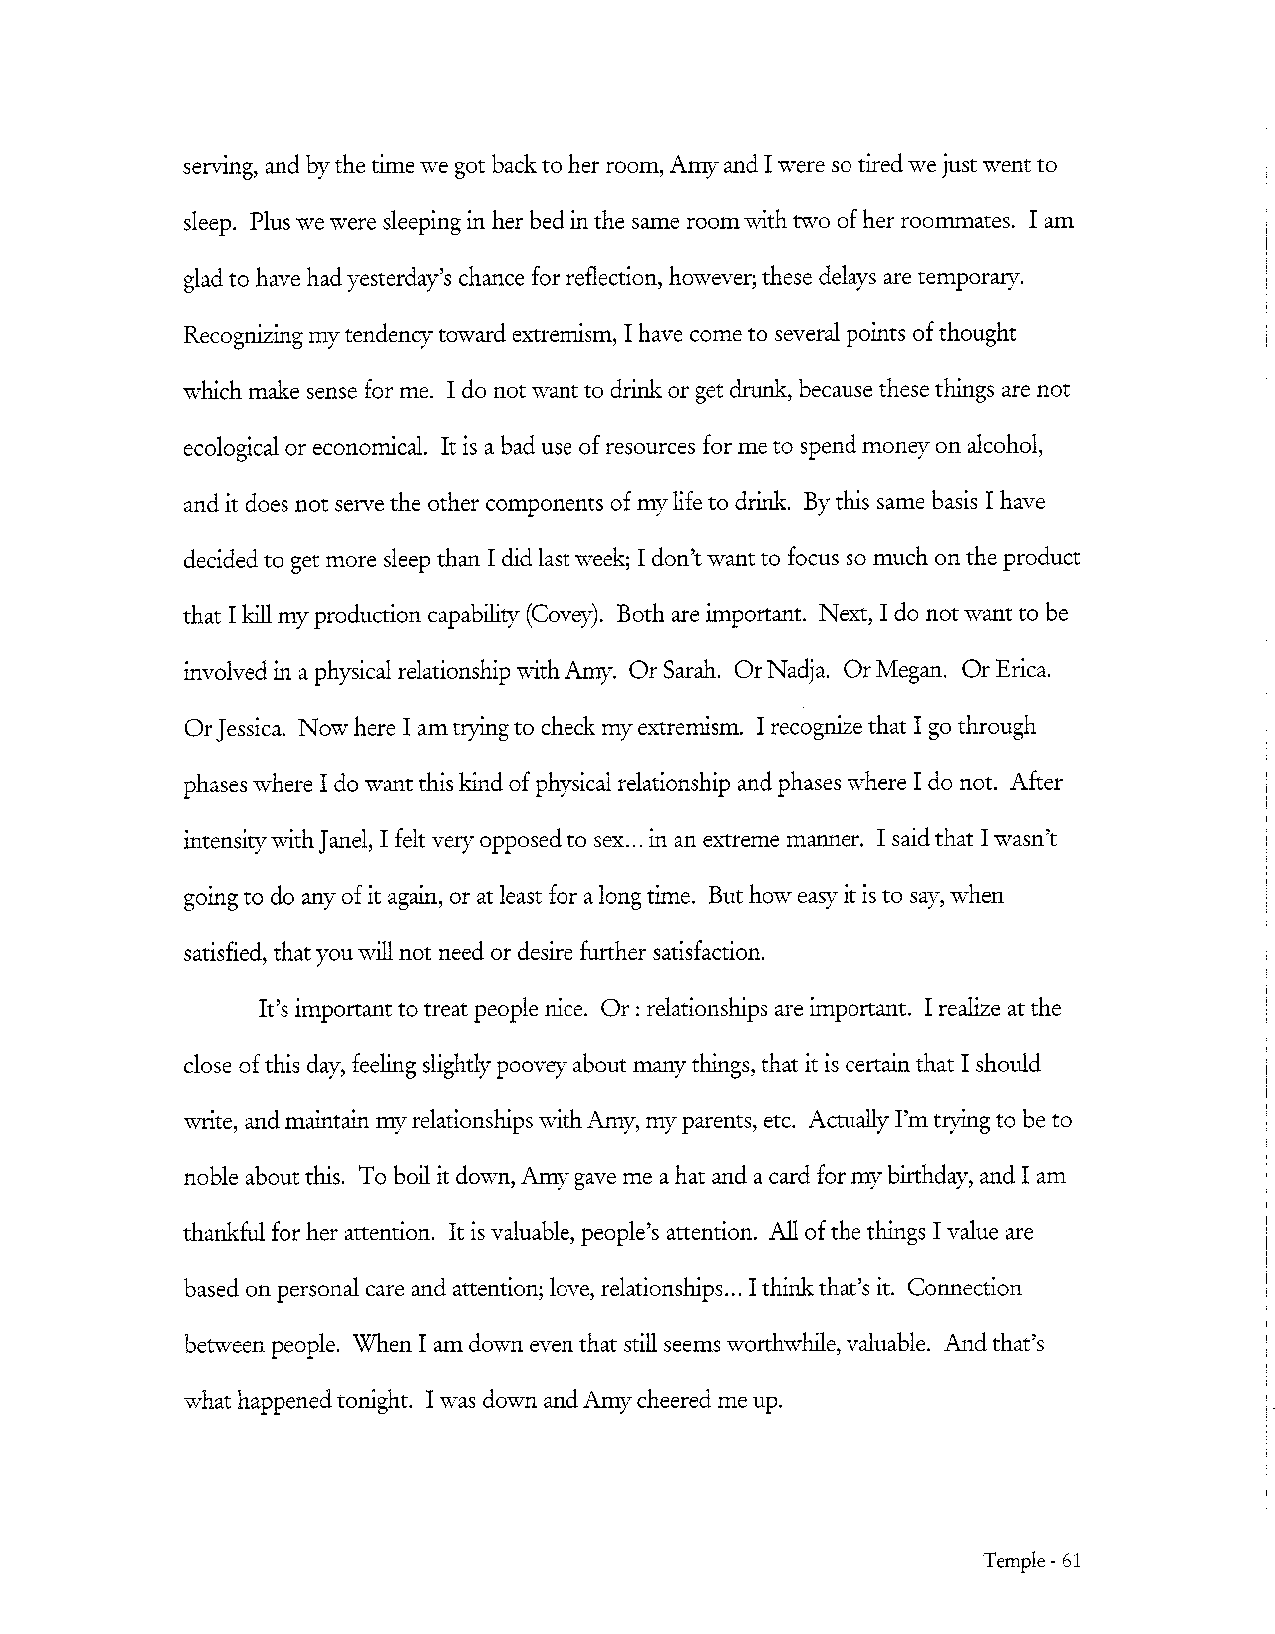 serving, and by the time we got back to her room, Amy and I were so tired we just went to
sleep.  Plus we were sleeping in her bed in the same room with two of her roommates.  I am
glad to have had yesterday's chance for reflection, however; these delays are temporary.
Recognizing my tendency toward extremism, I have come to several points of thought
which make sense for me.  I do not want to drink or get drunk, because these things are not
ecological or economical.  It is a bad use of resources for me to spend money on alcohol,
and it does not serve the other components of my life to drink.  By this same basis I have
decided to get more sleep than I did last week; I don't want to focus so much on the product
that I kill my production capability (Covey).  Both are important.  Next, I do not want to be
involved in a physical relationship with Amy.  Or Sarah.  Or Nadja.  Or Megan.  Or Erica.
Or Jessica.  Now here I am trying to check my extremism.  I recognize that I go through
phases where I do want this kind of physical relationship and phases where I do not.  After
intensity with Janel, I felt very opposed to sex... in an extreme manner.  I said that I wasn't
going to do any of it again, or at least for a long time.  But how easy it is to say, when
satisfied, that you will not need or desire further satisfaction.
It's important to treat people nice.  Or : relationships are important.  I realize at the
close of this day, feeling slightly poovey about many things, that it is certain that I should
write, and maintain my relationships with Amy, my parents, etc.  Actually I'm trying to be to
noble about this.  To boil it down, Amy gave me a hat and a card for my birthday, and I am
thankful for her attention.  It is valuable, people's attention.  All of the things I value are
based on personal care and attention; love, relationships... I think that's it.  Connection
between people.  When I am down even that still seems worthwhile, valuable.  And that's
what happened tonight.  I was down and Amy cheered me up.
Temple - 61